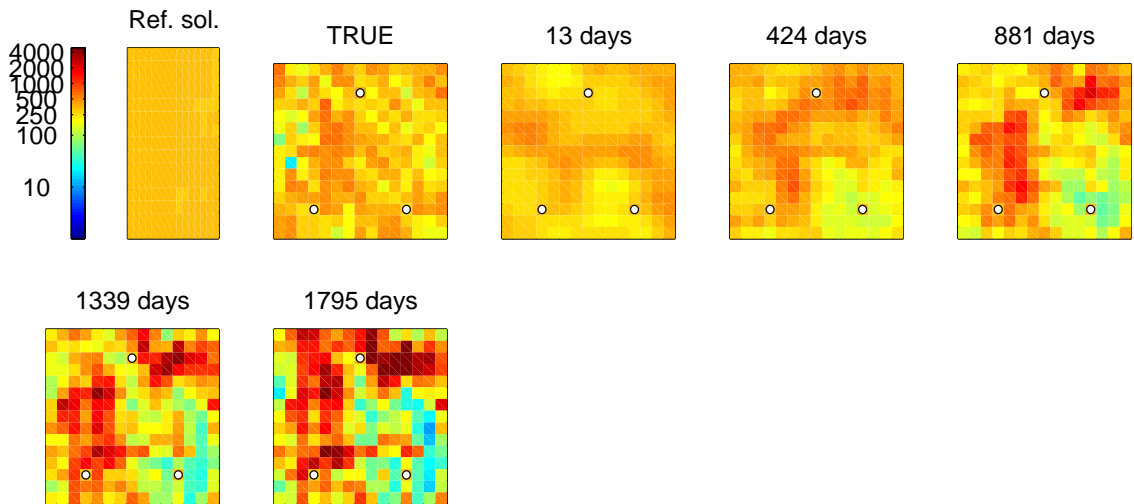 Ref. sol.
TRUE
13 days
424 days
881 days
4000
2000
1000
500
250
100
10
1339 days
1795 days